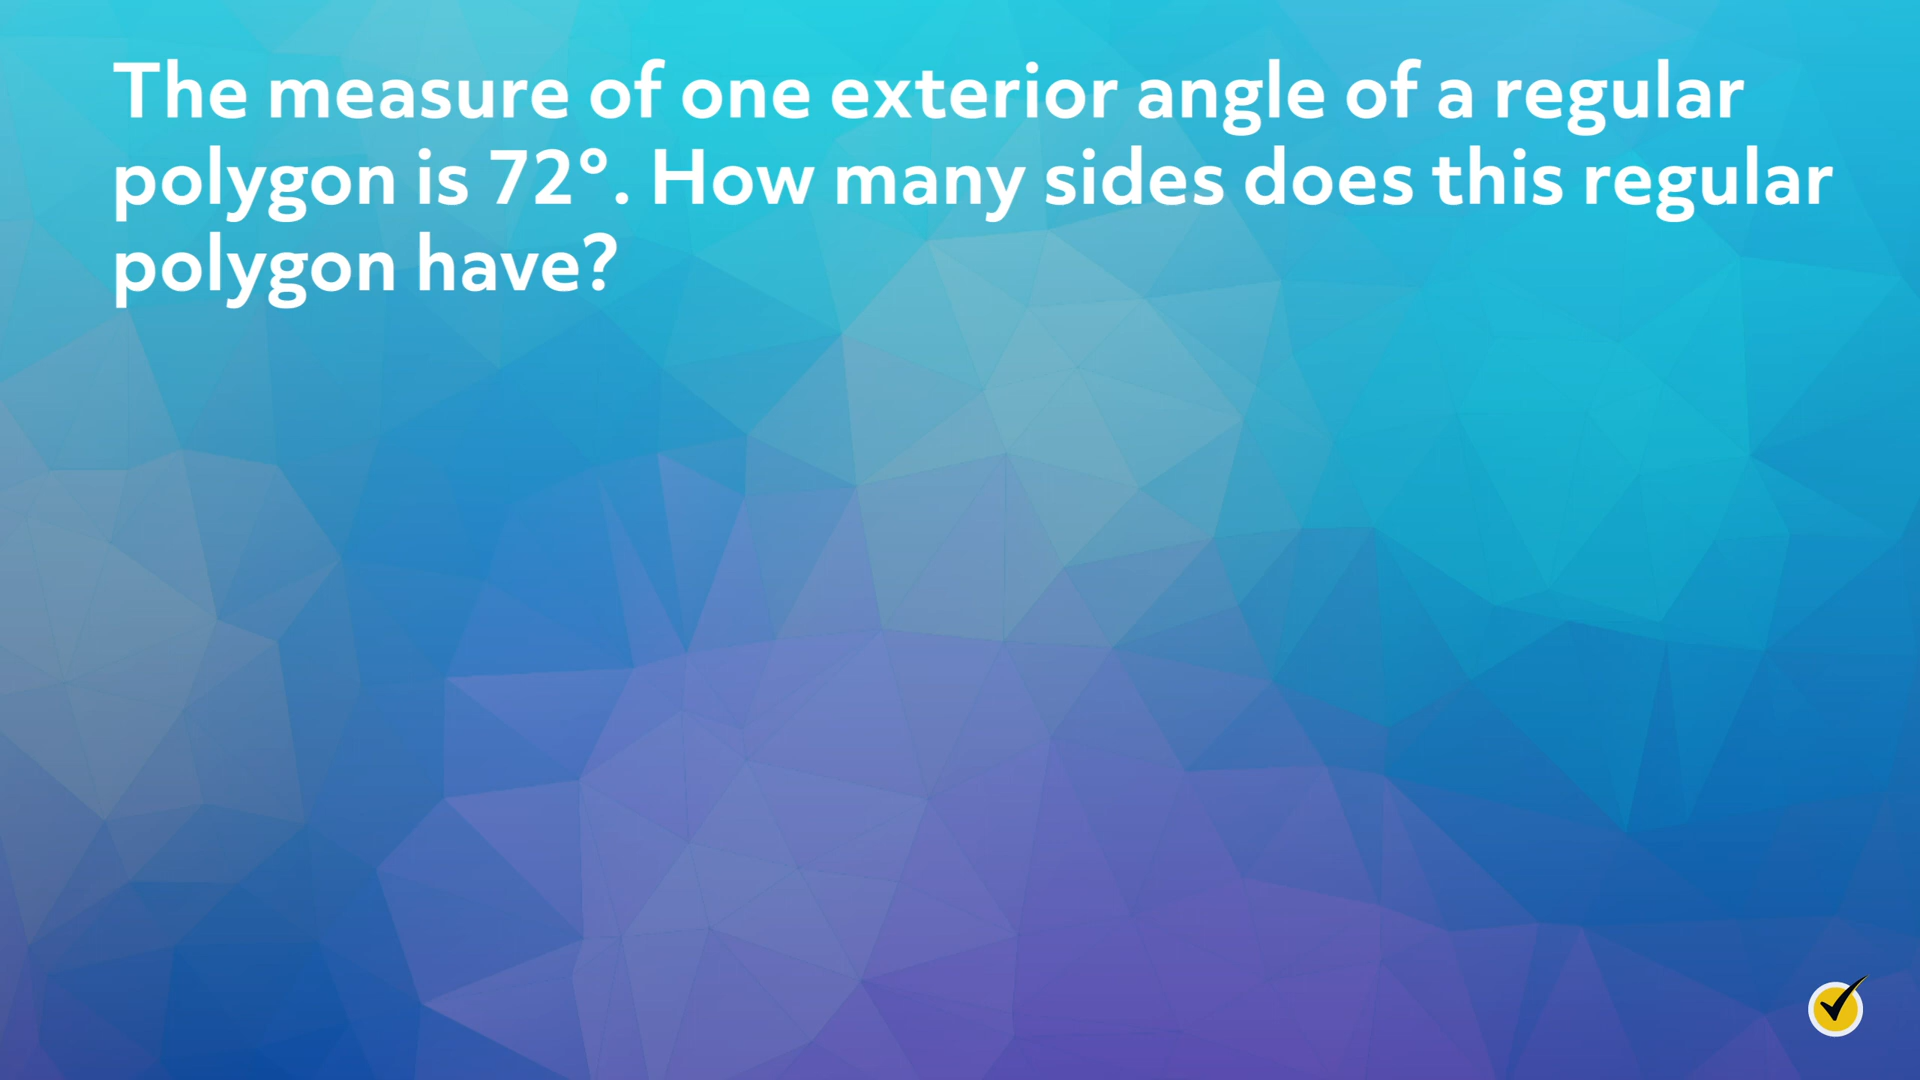 The measure of one exterior angle of a regular
polygon is 72°. How many sides does this regular
polygon have?